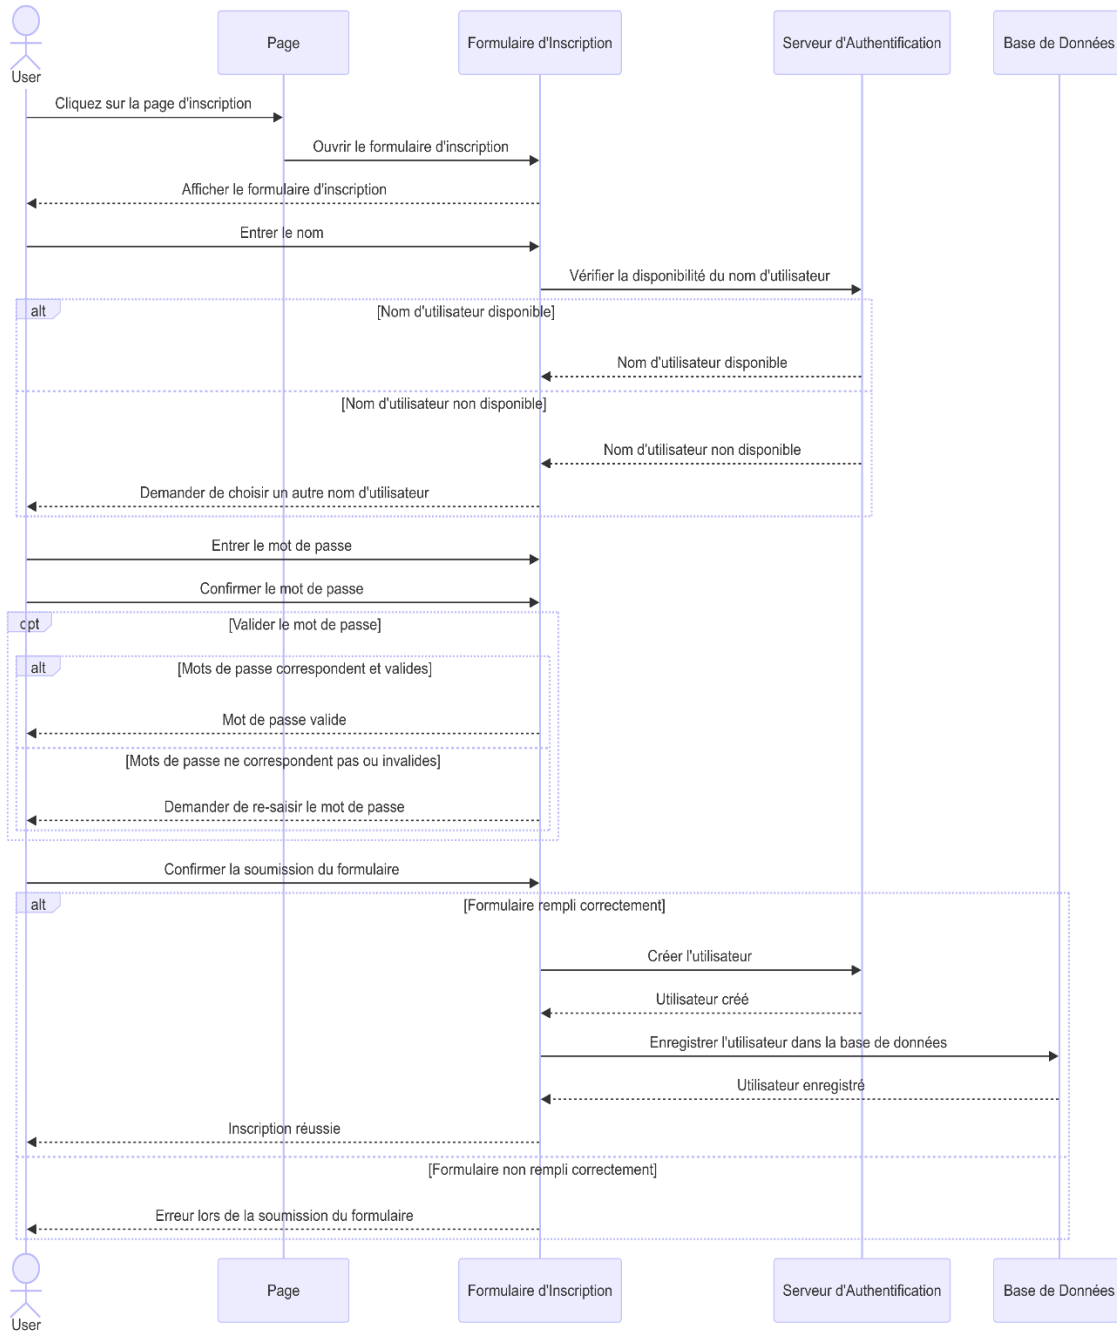 User
Page
Formulaire d'Inscription
Serveur d'Authentification
Base de Données
Cliquez sur la page d'inscription
Ouvrir le formulaire d'inscription
Afficher le formulaire d'inscription
Entrer le nom
Vérifier la disponibilité du nom d'utilisateur
alt
[Nom d'utilisateur disponible]
Nom d'utilisateur disponible
[Nom d'utilisateur non disponible]
Nom d'utilisateur non disponible
Demander de choisir un autre nom d'utilisateur
Entrer le mot de passe
Confirmer le mot de passe
opt
[Valider le mot de passe]
alt
[Mots de passe correspondent et valides]
Mot de passe valide
[Mots de passe ne correspondent pas ou invalides]
Demander de re-saisir le mot de passe
Confirmer la soumission du formulaire
alt
[Formulaire rempli correctement]
Créer l'utilisateur
Utilisateur créé
Enregistrer l'utilisateur dans la base de données
Utilisateur enregistré
Inscription réussie
[Formulaire non rempli correctement]
Erreur lors de la soumission du formulaire
User
Page
Formulaire d'Inscription
Serveur d'Authentification
Base de Données